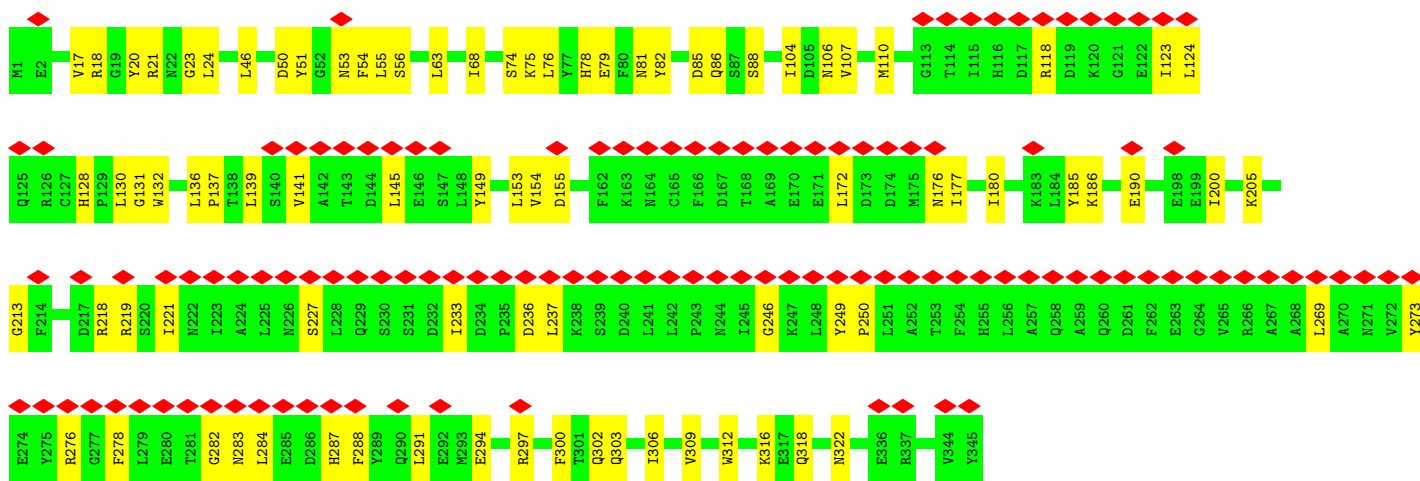 M1 E2 V17 R18 G19 Y20 R21 N22 G23 L24 L46 D50 Y51 G52 N53 F54 L55 S56 L63 I68 S74 K75 L76 Y77 H78 E79 F80 N81 Y82 D85 Q86 S87 S88 I104 D105 N106 V107 M110 G113 T114 I115 H116 D117 R118 D119 K120 G121 E122 I123 L124
Q125 R126 C127 H128 P129 L130 G131 W132 L136 P137 T138 L139 S140 V141 A142 T143 D144 L145 E146 S147 L148 Y149 L153 V154 D155 F162 K163 N164 C165 F166 D167 T168 A169 E170 E171 L172 D173 D174 M175 N176 I177 I180 K183 L184 Y185 K186 E190 E198 E199 I200 K205
G213 F214 D217 R218 R219 S220 I221 N222 I223 A224 L225 N226 S227 L228 Q229 S230 S231 D232 I233 D234 P235 D236 L237 K238 S239 D240 L241 L242 P243 N244 I245 G246 K247 L248 Y249 P250 L251 A252 T253 F254 H255 L256 A257 Q258 A259 Q260 D261 F262 E263 G264 V265 R266 A267 A268 L269 A270 N271 V272 Y273
E274 Y275 R276 G277 F278 L279 E280 T281 G282 N283 L284 E285 D286 H287 F288 Y289 Q290 L291 E292 M293 E294 R297 F300 T301 Q302 Q303 I306 V309 W312 K316 E317 Q318 N322 E336 R337 V344 Y345